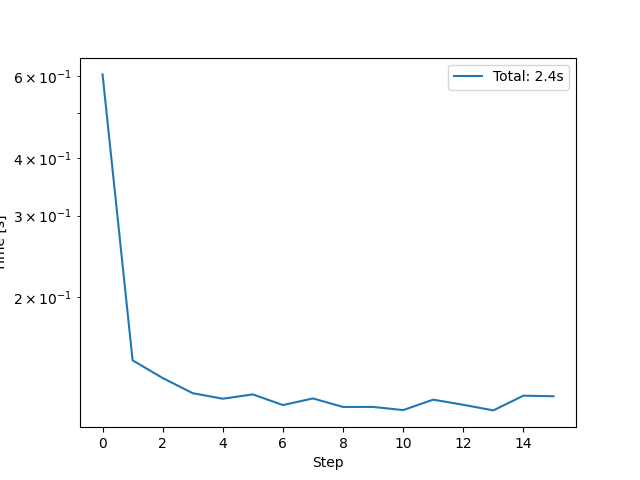 Total: 2.4s
6 × 10⁻¹
4 × 10⁻¹
3 × 10⁻¹
2 × 10⁻¹
[s]
0 2 4 6 8 10 12 14
Step